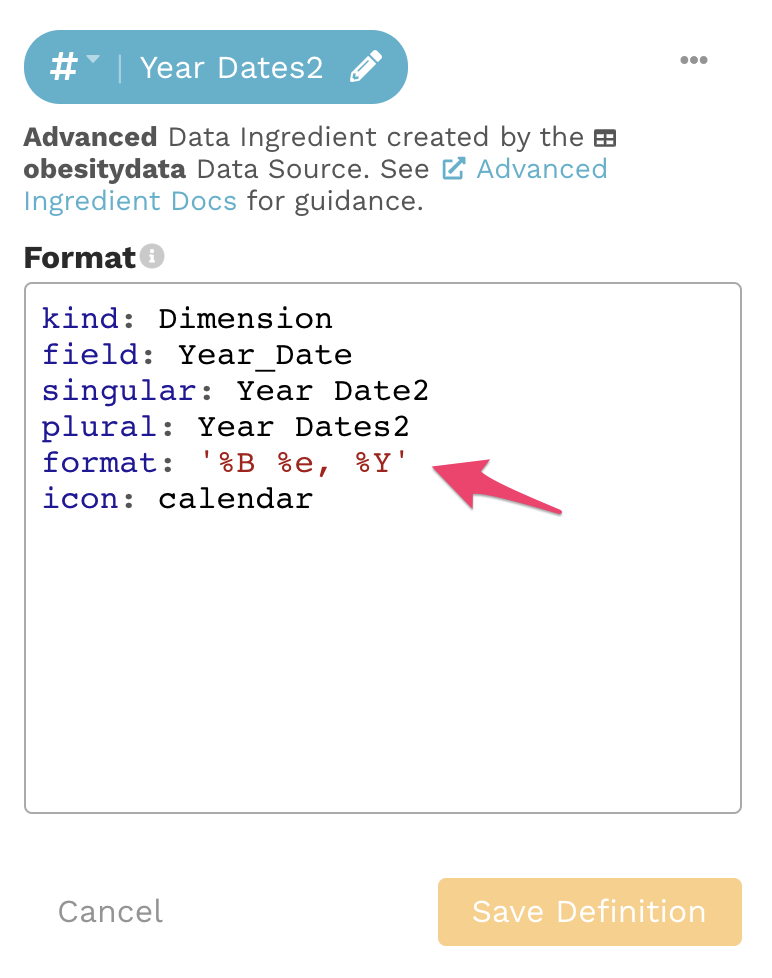 # | Year Dates2
Advanced Data Ingredient created by the
obesitydata Data Source. See Advanced
Ingredient Docs for guidance.
Format
kind: Dimension
field: Year_Date
singular: Year Date2
plural: Year Dates2
format: '%B %e, %Y'
icon: calendar
Cancel
Save Definition